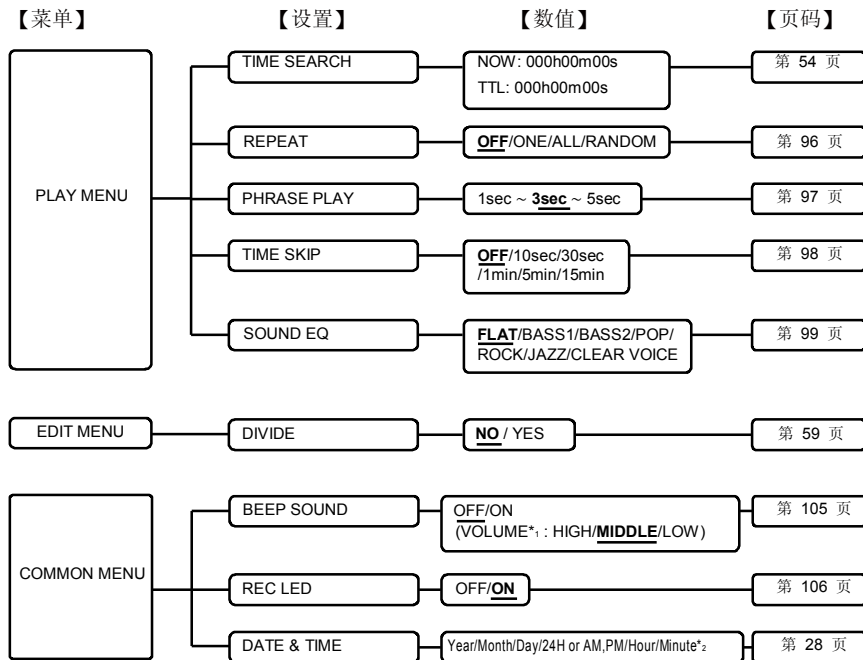 【菜单】 【设置】 【数值】 【页码】
PLAY MENU
TIME SEARCH
NOW: 000h00m00s
TTL: 000h00m00s
第 54 页
REPEAT
OFF/ONE/ALL/RANDOM
第 96 页
PHRASE PLAY
1sec ~ 3sec ~ 5sec
第 97 页
TIME SKIP
OFF/10sec/30sec
/1min/5min/15min
第 98 页
SOUND EQ
FLAT/BASS1/BASS2/POP/
ROCK/JAZZ/CLEAR VOICE
第 99 页
EDIT MENU
DIVIDE
NO / YES
第 59 页
COMMON MENU
BEEP SOUND
OFF/ON
(VOLUME*1 : HIGH/MIDDLE/LOW)
第 105 页
REC LED
OFF/ON
第 106 页
DATE & TIME
Year/Month/Day/24H or AM,PM/Hour/Minute*2
第 28 页